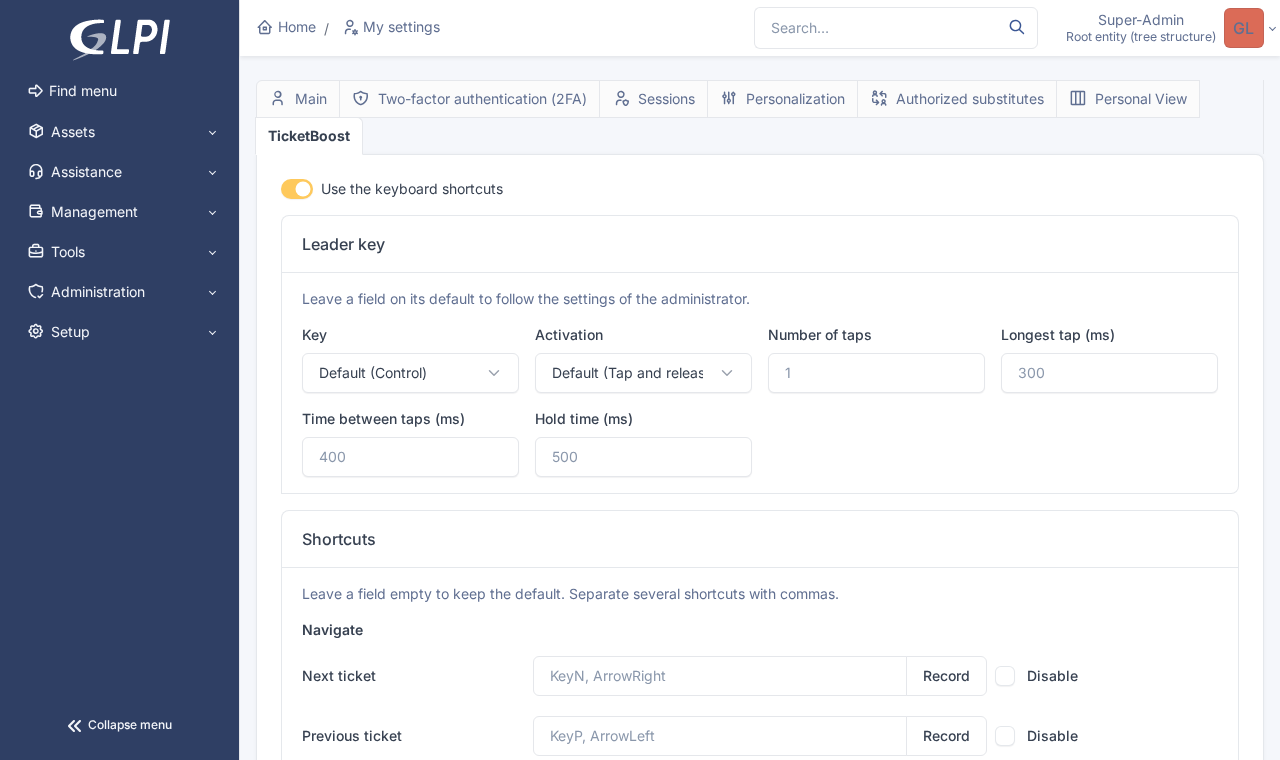 GLPI
Home / My settings
Search...
Super-Admin
Root entity (tree structure)
GL
Find menu
Assets
Assistance
Management
Tools
Administration
Setup
Collapse menu
Main
Two-factor authentication (2FA)
Sessions
Personalization
Authorized substitutes
Personal View
TicketBoost
Use the keyboard shortcuts
Leader key
Leave a field on its default to follow the settings of the administrator.
Key
Activation
Number of taps
Longest tap (ms)
Default (Control)
Default (Tap and releas
1
300
Time between taps (ms)
Hold time (ms)
400
500
Shortcuts
Leave a field empty to keep the default. Separate several shortcuts with commas.
Navigate
Next ticket
KeyN, ArrowRight
Record
Disable
Previous ticket
KeyP, ArrowLeft
Record
Disable